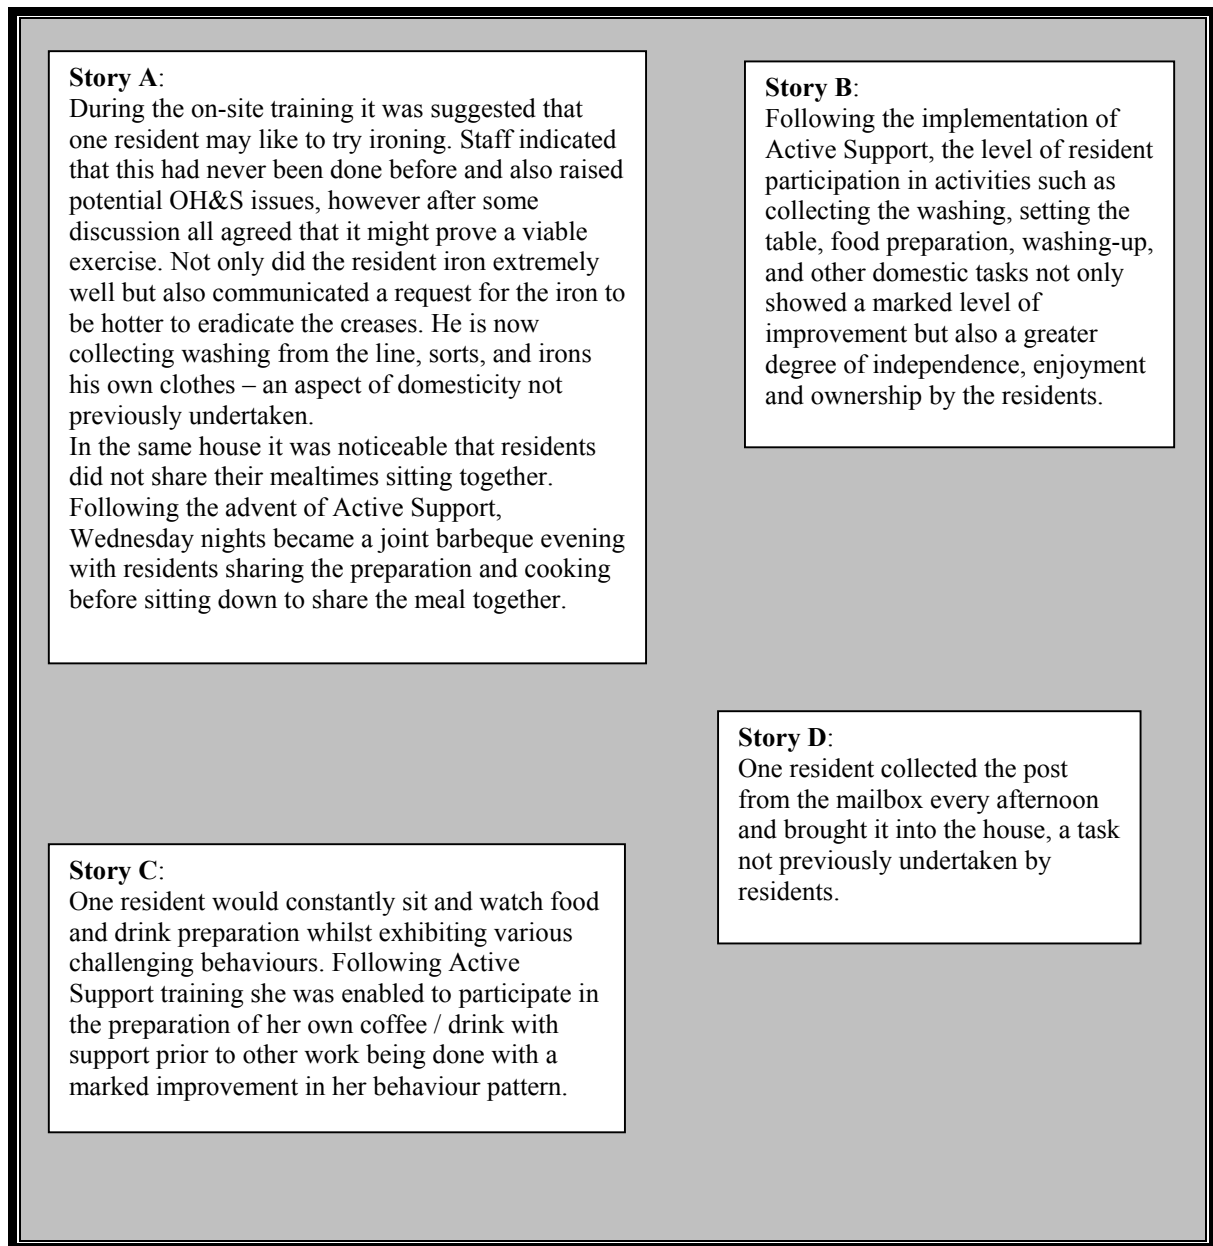 Story A:
During the on-site training it was suggested that
one resident may like to try ironing. Staff indicated
that this had never been done before and also raised
potential OH&S issues, however after some
discussion all agreed that it might prove a viable
exercise. Not only did the resident iron extremely
well but also communicated a request for the iron to
be hotter to eradicate the creases. He is now
collecting washing from the line, sorts, and irons
his own clothes – an aspect of domesticity not
previously undertaken.
In the same house it was noticeable that residents
did not share their mealtimes sitting together.
Following the advent of Active Support,
Wednesday nights became a joint barbeque evening
with residents sharing the preparation and cooking
before sitting down to share the meal together.
Story B:
Following the implementation of
Active Support, the level of resident
participation in activities such as
collecting the washing, setting the
table, food preparation, washing-up,
and other domestic tasks not only
showed a marked level of
improvement but also a greater
degree of independence, enjoyment
and ownership by the residents.
Story C:
One resident would constantly sit and watch food
and drink preparation whilst exhibiting various
challenging behaviours. Following Active
Support training she was enabled to participate in
the preparation of her own coffee / drink with
support prior to other work being done with a
marked improvement in her behaviour pattern.
Story D:
One resident collected the post
from the mailbox every afternoon
and brought it into the house, a task
not previously undertaken by
residents.